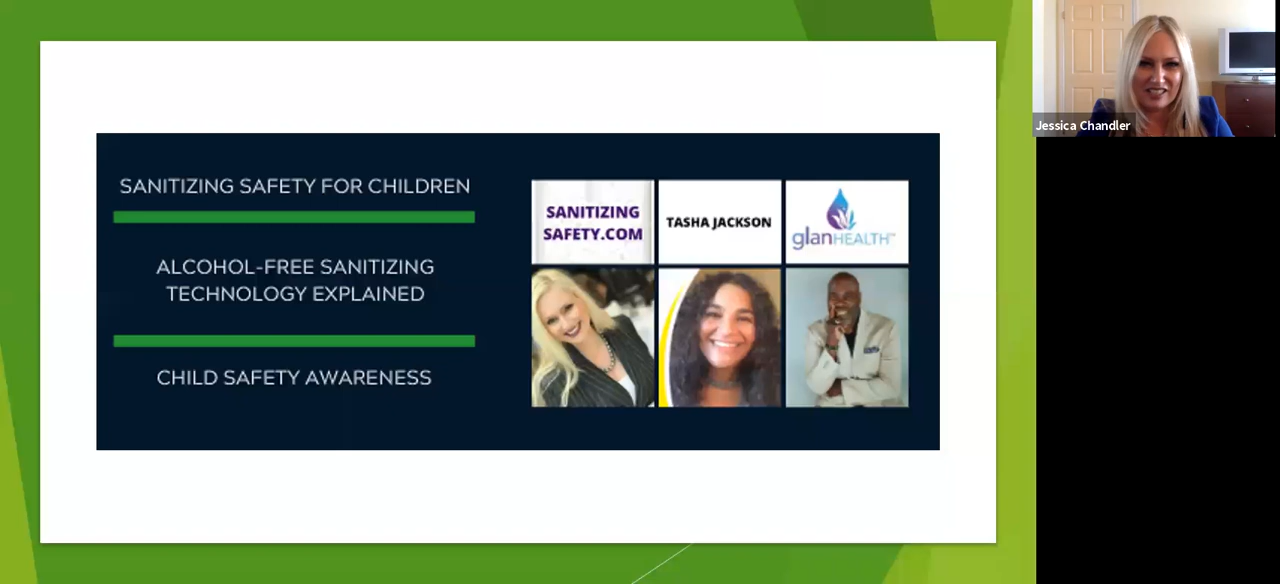 SANITIZING SAFETY FOR CHILDREN
ALCOHOL-FREE SANITIZING
TECHNOLOGY EXPLAINED
CHILD SAFETY AWARENESS
SANITIZING
SAFETY.COM
TASHA JACKSON
glanHEALTH™
Jessica Chandler